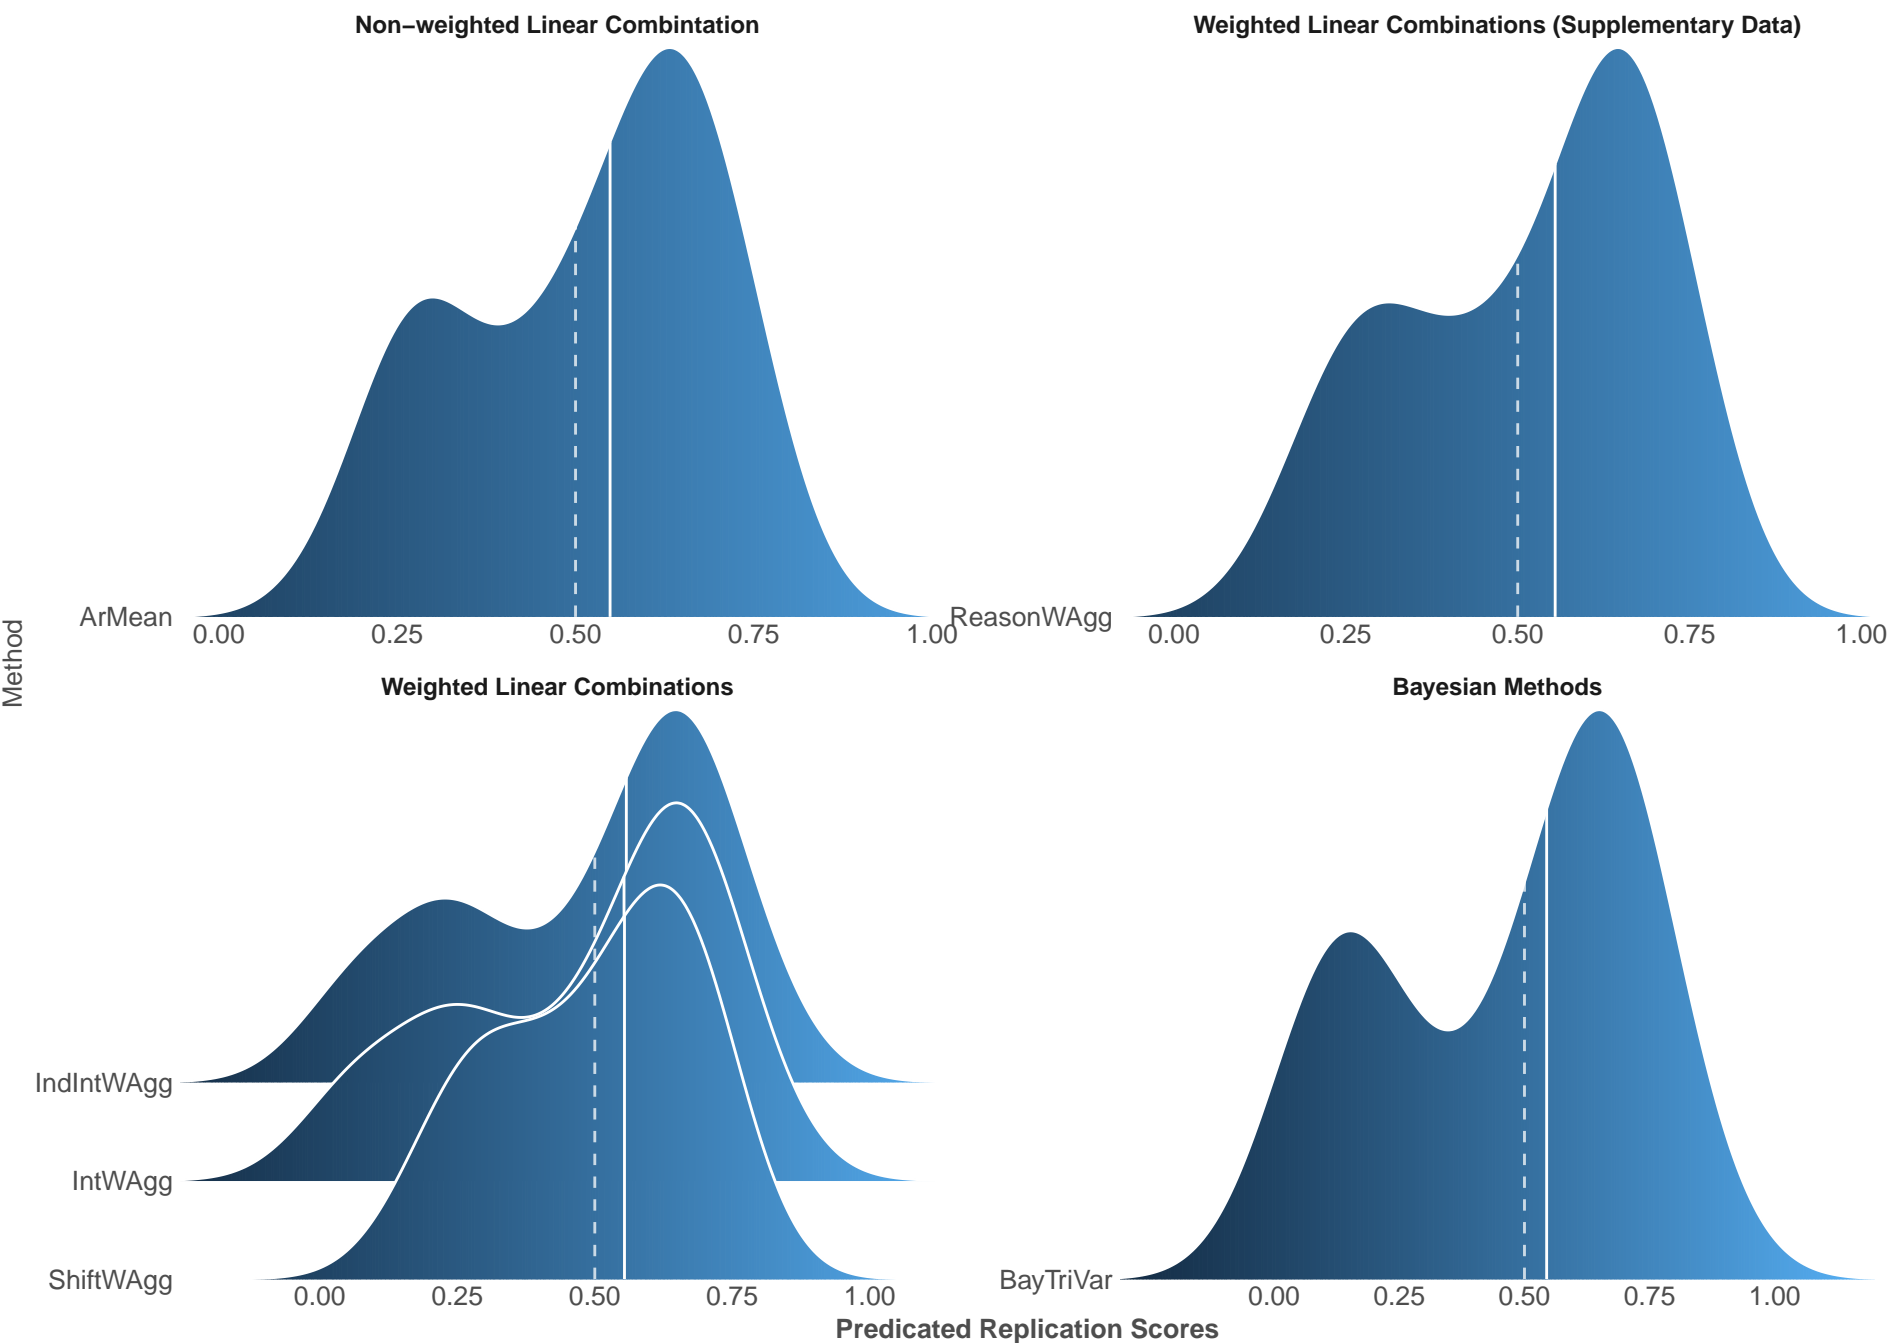 Non−weighted Linear Combintation
Weighted Linear Combinations (Supplementary Data)
ArMean
0.00 0.25 0.50 0.75 1.00
ReasonWAgg
0.00 0.25 0.50 0.75 1.00
Method
Weighted Linear Combinations
Bayesian Methods
IndIntWAgg
IntWAgg
ShiftWAgg
0.00 0.25 0.50 0.75 1.00
BayTriVar
0.00 0.25 0.50 0.75 1.00
Predicated Replication Scores